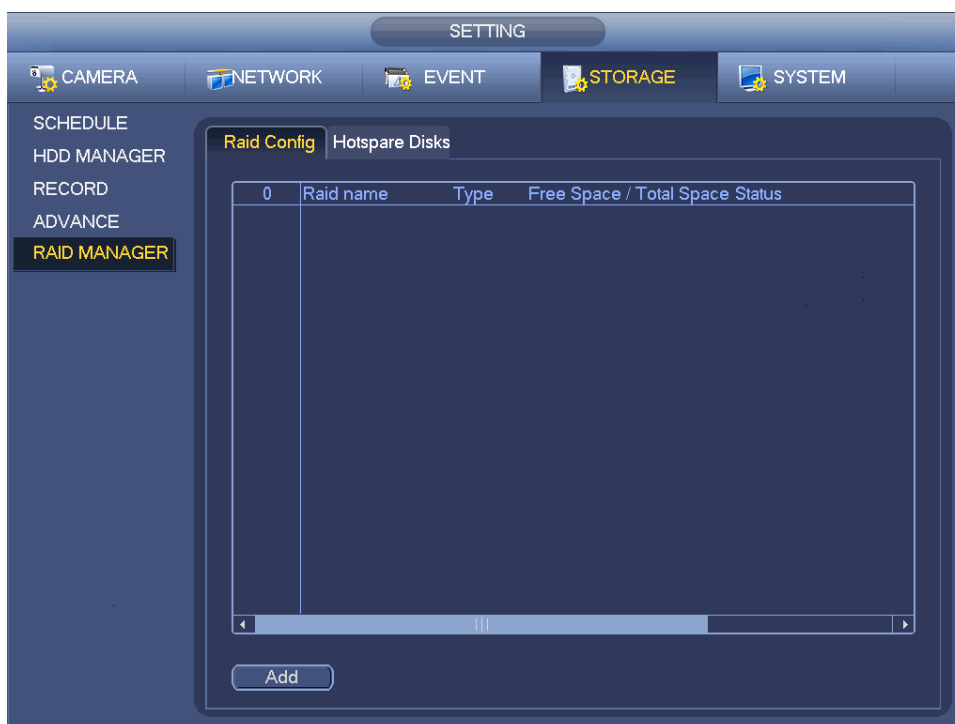 SETTING
CAMERA NETWORK EVENT STORAGE SYSTEM
SCHEDULE
HDD MANAGER
RECORD
ADVANCE
RAID MANAGER
Raid Config Hotspare Disks
0 Raid name Type Free Space / Total Space Status
Add